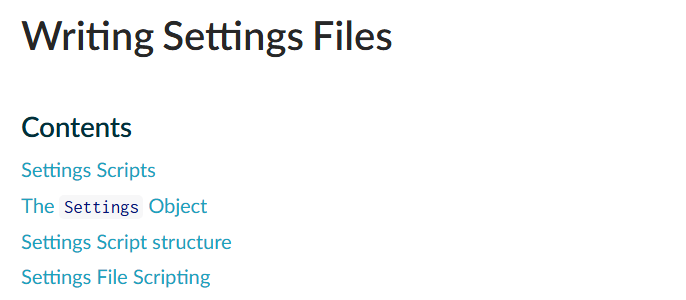 Writing Settings Files
Contents
Settings Scripts
The Settings Object
Settings Script structure
Settings File Scripting